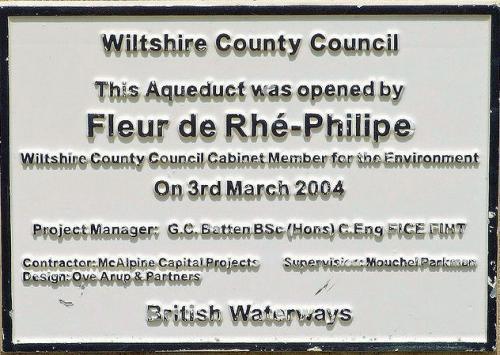 Wiltshire County Council
This Aqueduct was opened by
Fleur de Rhé-Philipe
Wiltshire County Council Cabinet Member for the Environment
On 3rd March 2004
Project Manager: G.C. Batten BSc (Hons) C.Eng FICE FIHT
Contractor: McAlpine Capital Projects Supervision: Mouchel Parkman
Design: Ove Arup & Partners
British Waterways